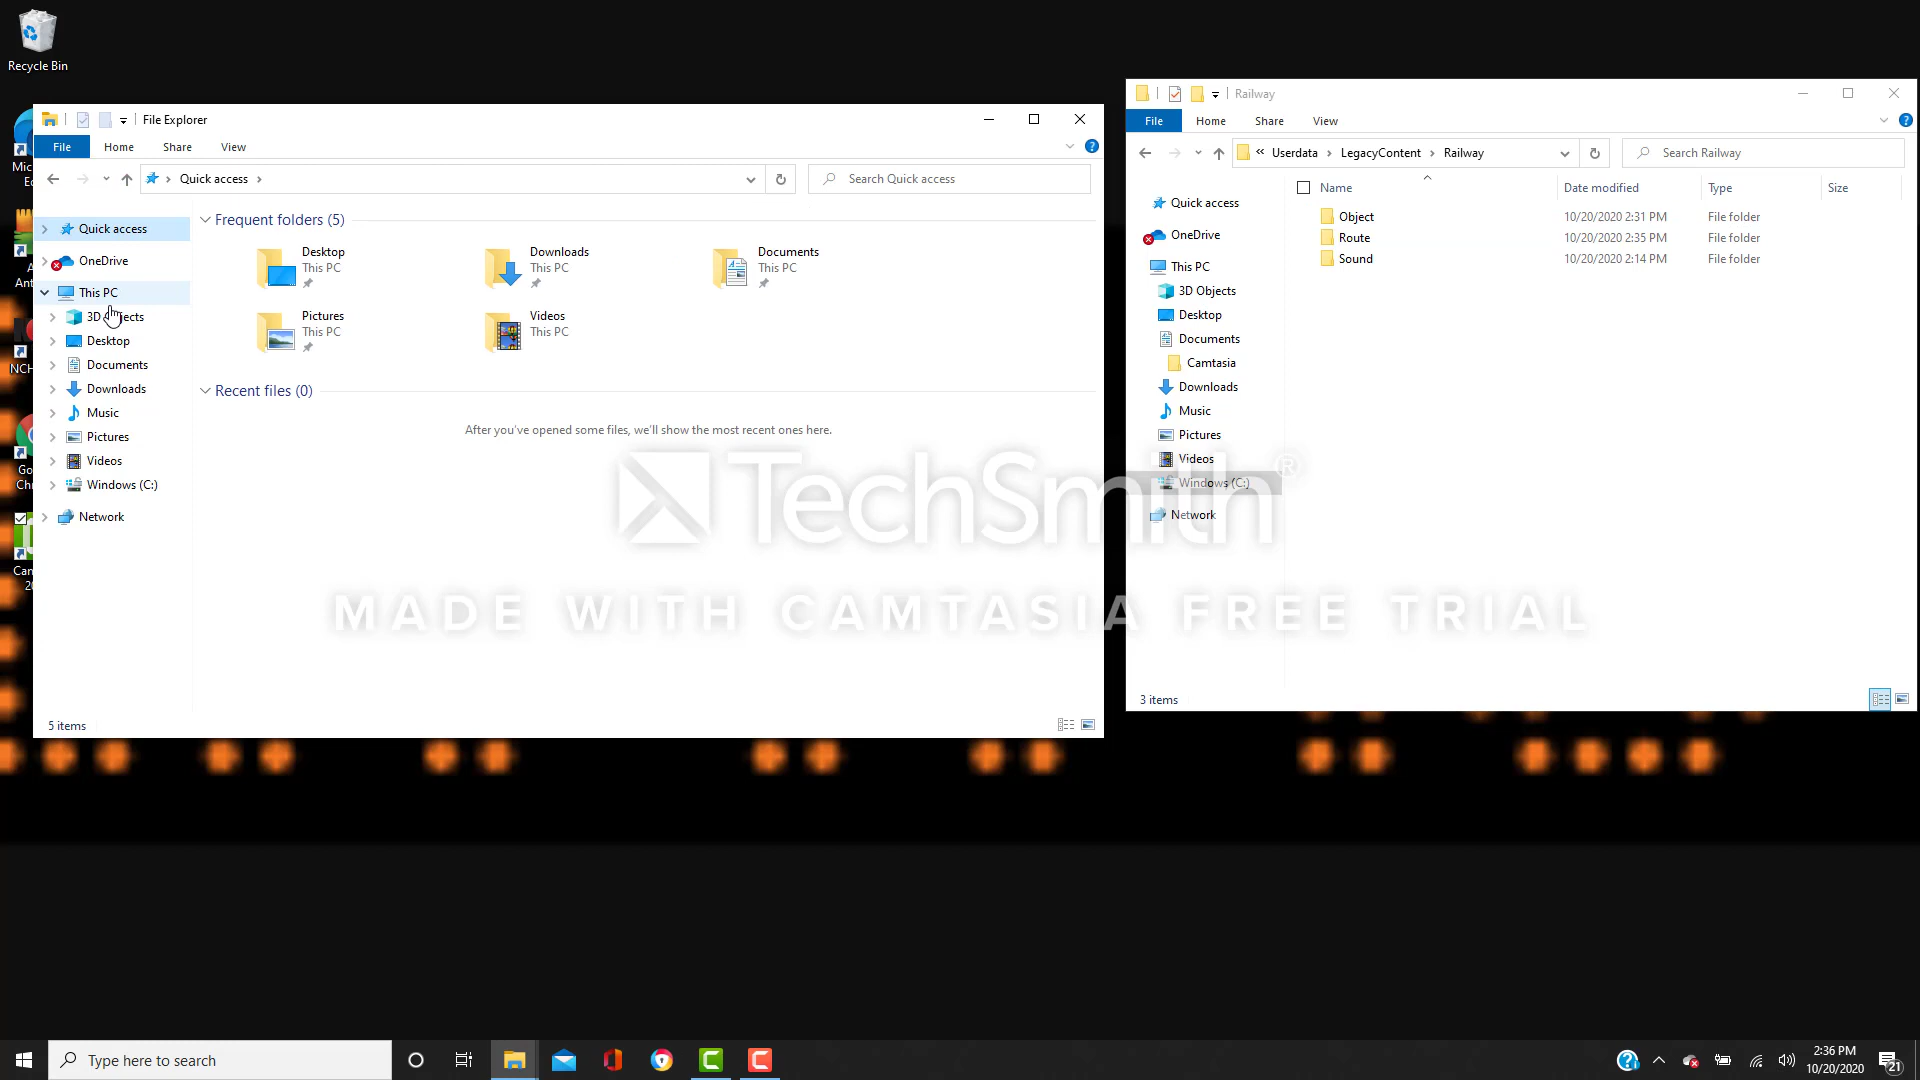 Recycle Bin
File Explorer
File
Home
Share
View
Quick access
Search Quick access
Quick access
OneDrive
This PC
3D Objects
Desktop
Documents
Downloads
Music
Pictures
Videos
Windows (C:)
Network
Frequent folders (5)
Desktop
This PC
Downloads
This PC
Documents
This PC
Pictures
This PC
Videos
This PC
Recent files (0)
After you've opened some files, we'll show the most recent ones here.
5 items
Railway
File
Home
Share
View
« Userdata › LegacyContent › Railway
Search Railway
Quick access
OneDrive
This PC
3D Objects
Desktop
Documents
Camtasia
Downloads
Music
Pictures
Videos
Windows (C:)
Network
Name Date modified Type Size
Object 10/20/2020 2:31 PM File folder
Route 10/20/2020 2:35 PM File folder
Sound 10/20/2020 2:14 PM File folder
3 items
TechSmith®
MADE WITH CAMTASIA FREE TRIAL
Type here to search
2:36 PM
10/20/2020
21